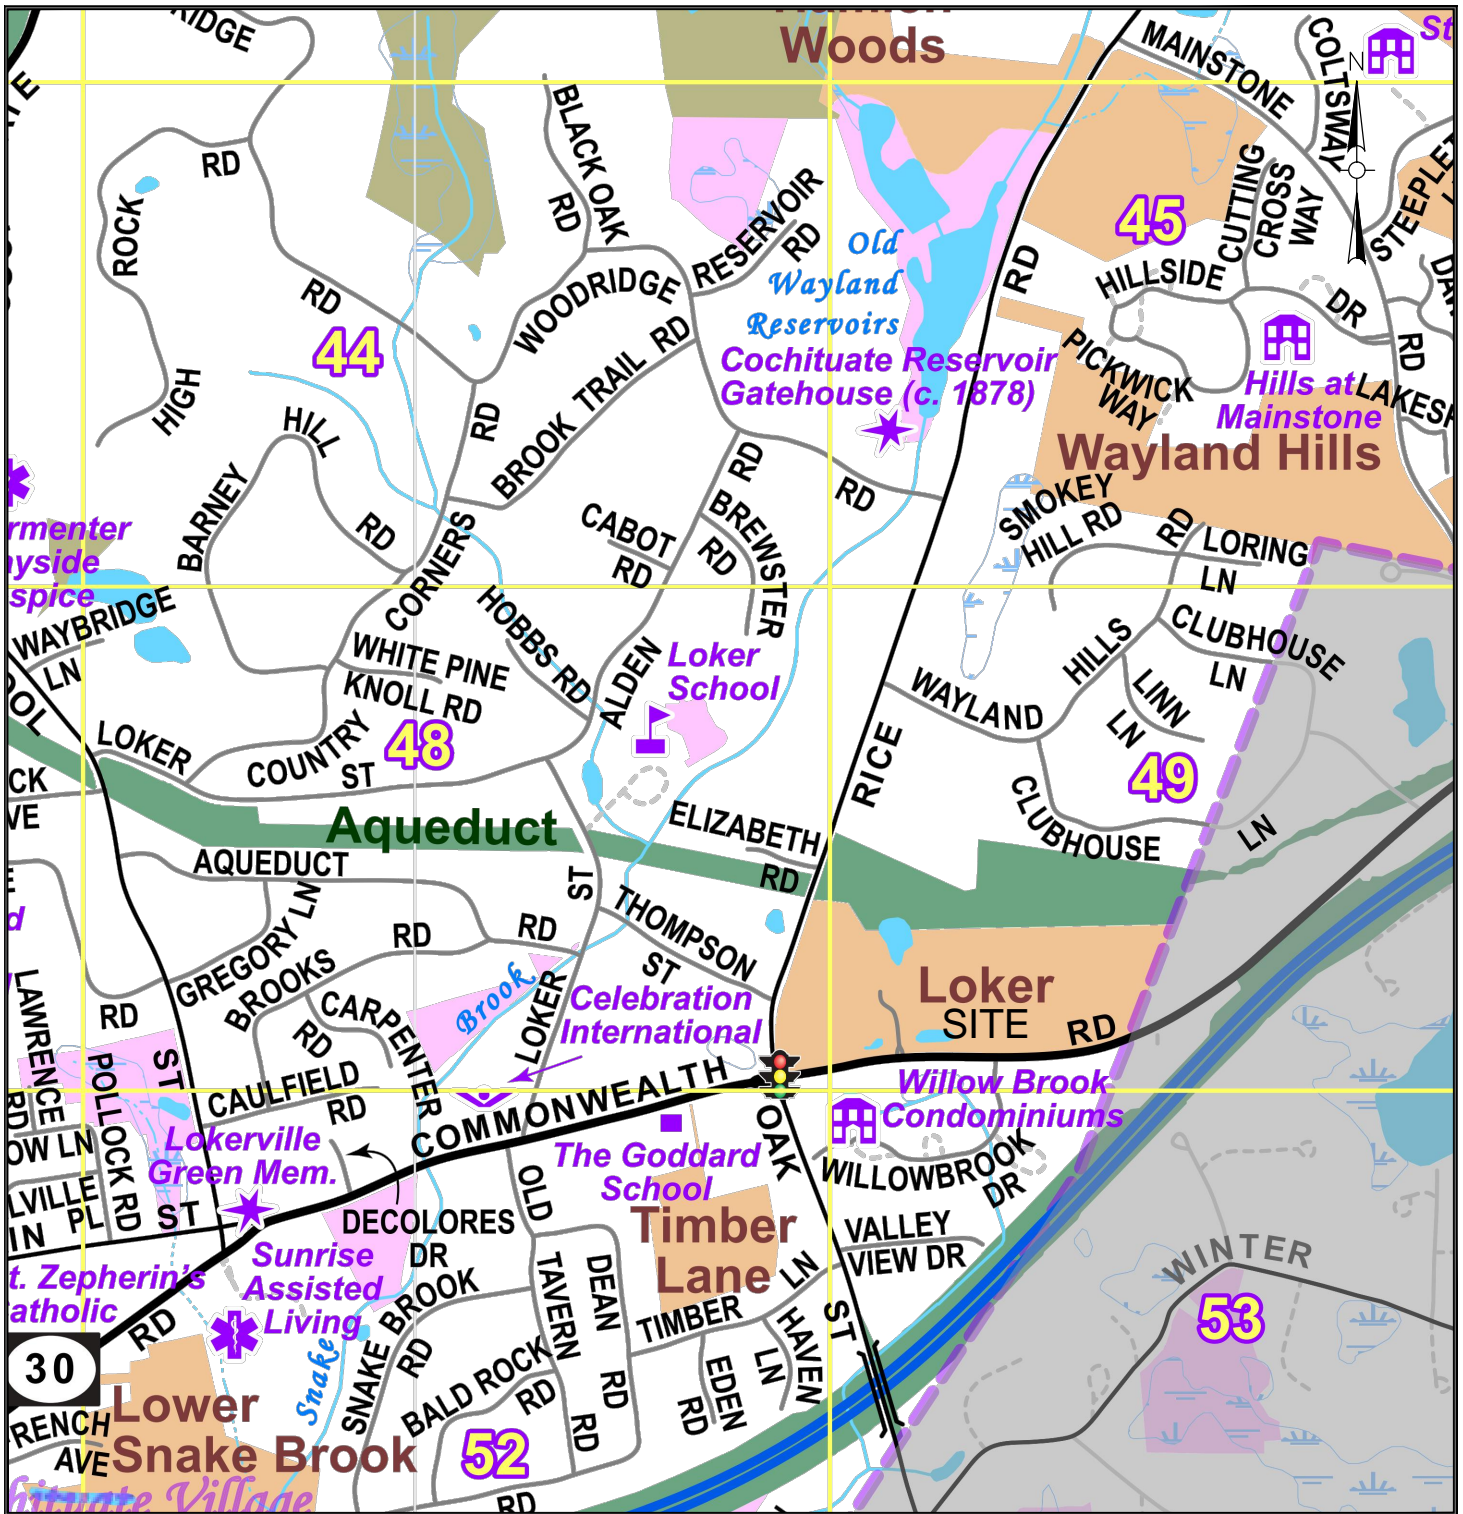 RIDGE
Woods
MAINSTONE
COLTSWAY
N
RD
ROCK
BLACK OAK
RD
RESERVOIR
RD
Old
Wayland
Reservoirs
RD
45
CUTTING
CROSS
WAY
STEEPLE
HILLSIDE
DR
RD
WOODRIDGE
RD
44
Cochituate Reservoir
Gatehouse (c. 1878)
PICKWICK
WAY
Hills at
Mainstone
Wayland Hills
HIGH
HILL
RD
BROOK TRAIL RD
BARNEY
RD
CORNERS
CABOT
RD
RD
BREWSTER
RD
RD
SMOKEY
HILL RD
RD
LORING
LN
WAYBRIDGE
LN
WHITE PINE
KNOLL RD
HOBBS RD
ALDEN
Loker
School
CLUBHOUSE
LN
HILLS
LINN
LN
WAYLAND
LOKER
COUNTRY
ST
48
49
RICE
CLUBHOUSE
LN
Aqueduct
ELIZABETH
RD
AQUEDUCT
ST
GREGORY LN
RD
RD
THOMPSON
ST
BROOKS
LAWRENCE
RD
RD
CARPENTER
Brook
LOKER
Celebration
International
Loker
SITE
RD
POLLOCK RD
ST
CAULFIELD
RD
COMMONWEALTH
Willow Brook
Condominiums
Lokerville
Green Mem.
The Goddard
School
OAK
WILLOWBROOK
DR
PL
ST
DECOLORES
DR
OLD
Timber
Lane
VALLEY
VIEW DR
WINTER
53
Sunrise
Assisted
Living
BROOK
TAVERN
DEAN
LN
TIMBER
ST
RD
30
Snake
SNAKE
RD
BALD ROCK
RD
RD
RD
EDEN
RD
HAVEN
LN
Lower
Snake Brook
AVE
52
RD